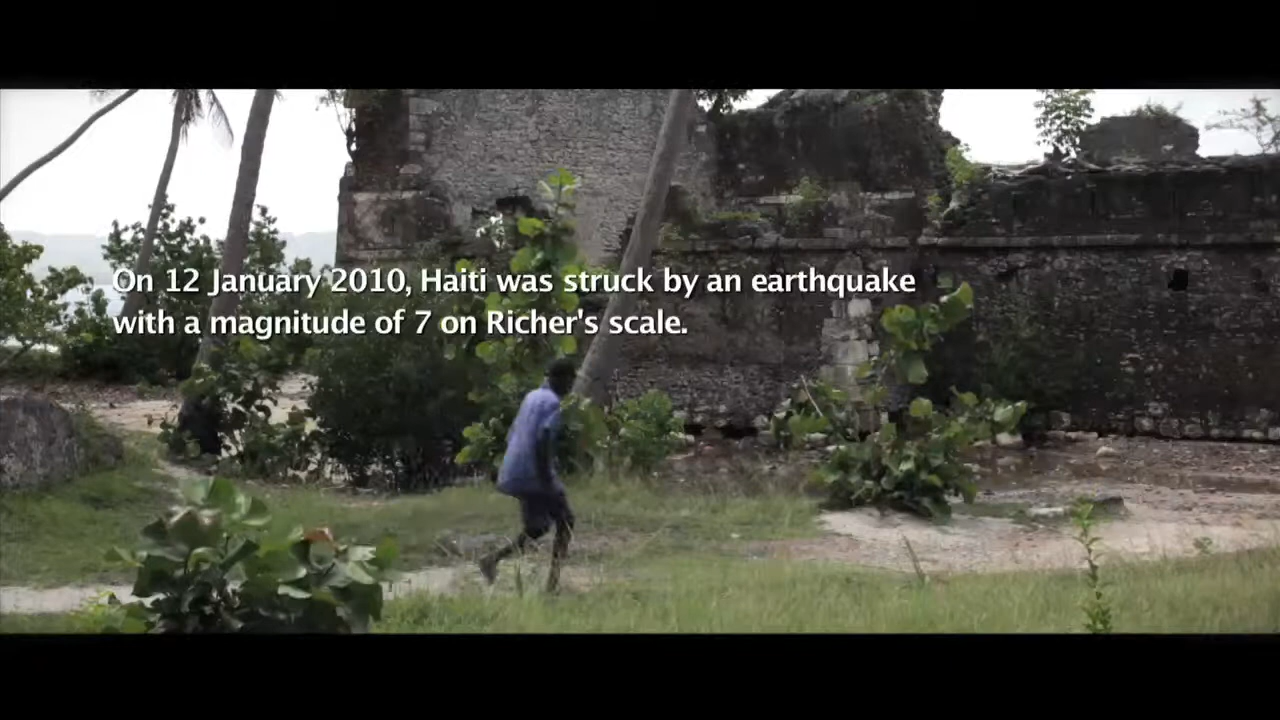 On 12 January 2010, Haiti was struck by an earthquake
with a magnitude of 7 on Richer's scale.